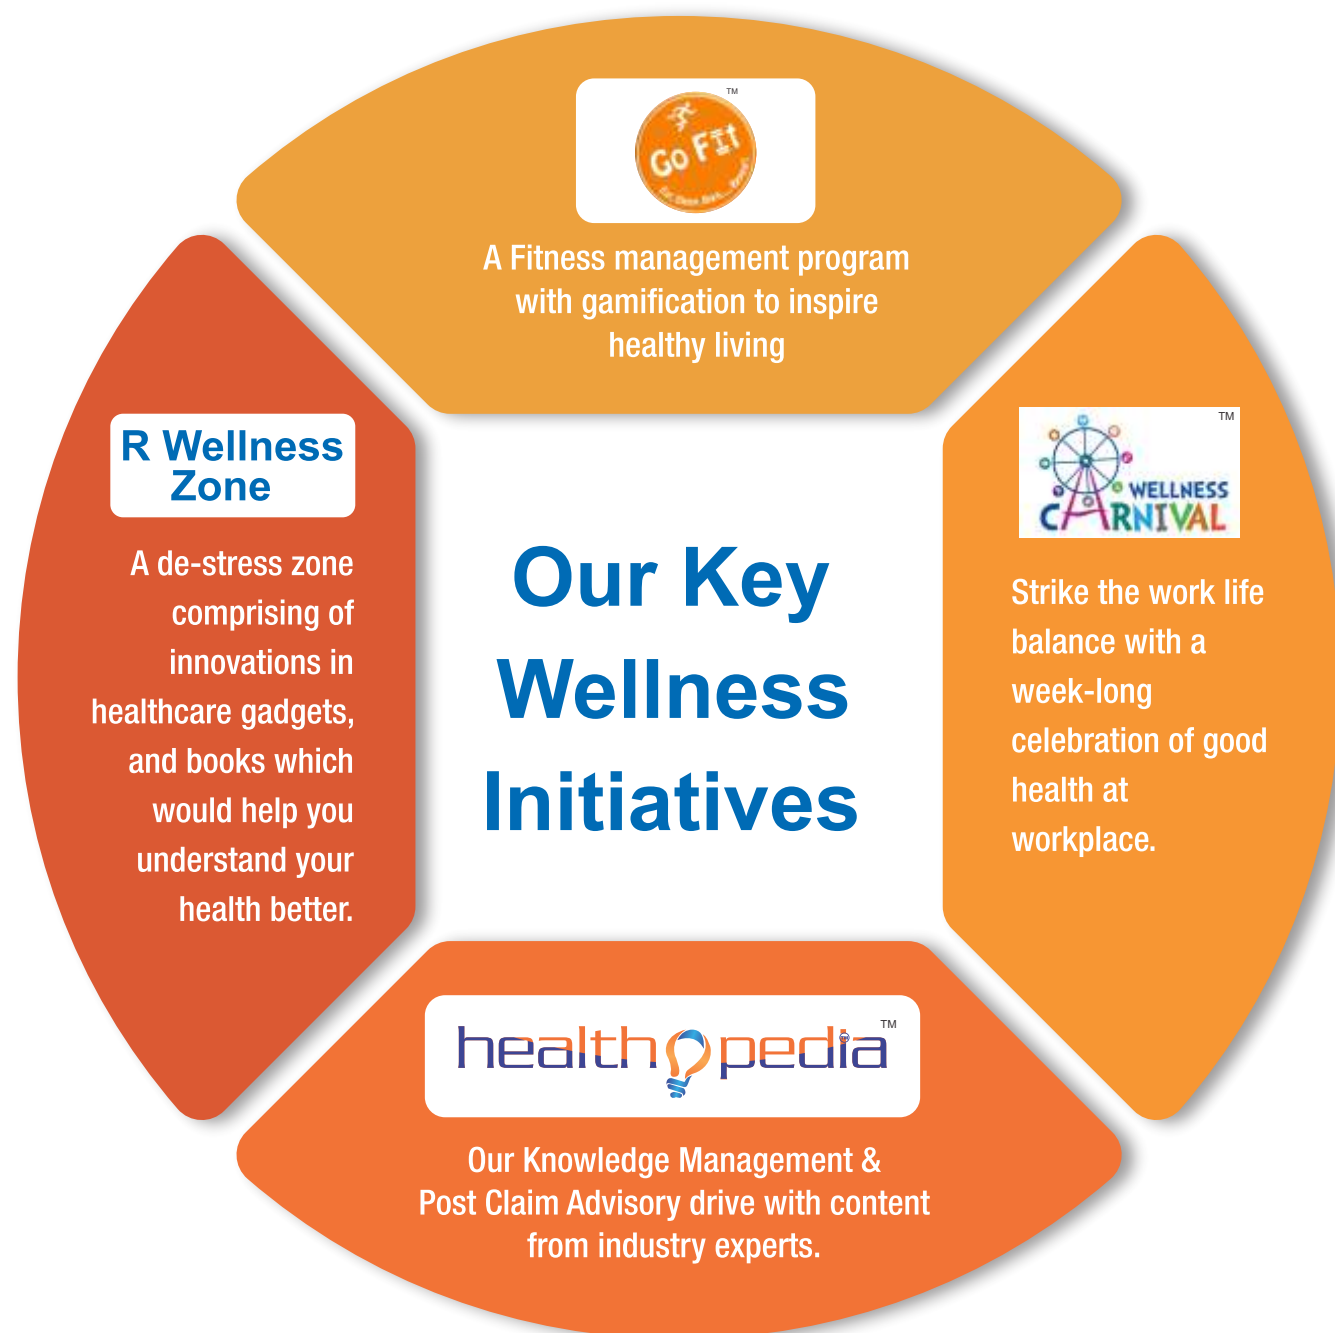 TM
Go FIt
A Fitness management program
with gamification to inspire
healthy living
R Wellness
Zone
A de-stress zone
comprising of
innovations in
healthcare gadgets,
and books which
would help you
understand your
health better.
Our Key
Wellness
Initiatives
TM
WELLNESS
CARNIVAL
Strike the work life
balance with a
week-long
celebration of good
health at
workplace.
healthopedia
TM
Our Knowledge Management &
Post Claim Advisory drive with content
from industry experts.